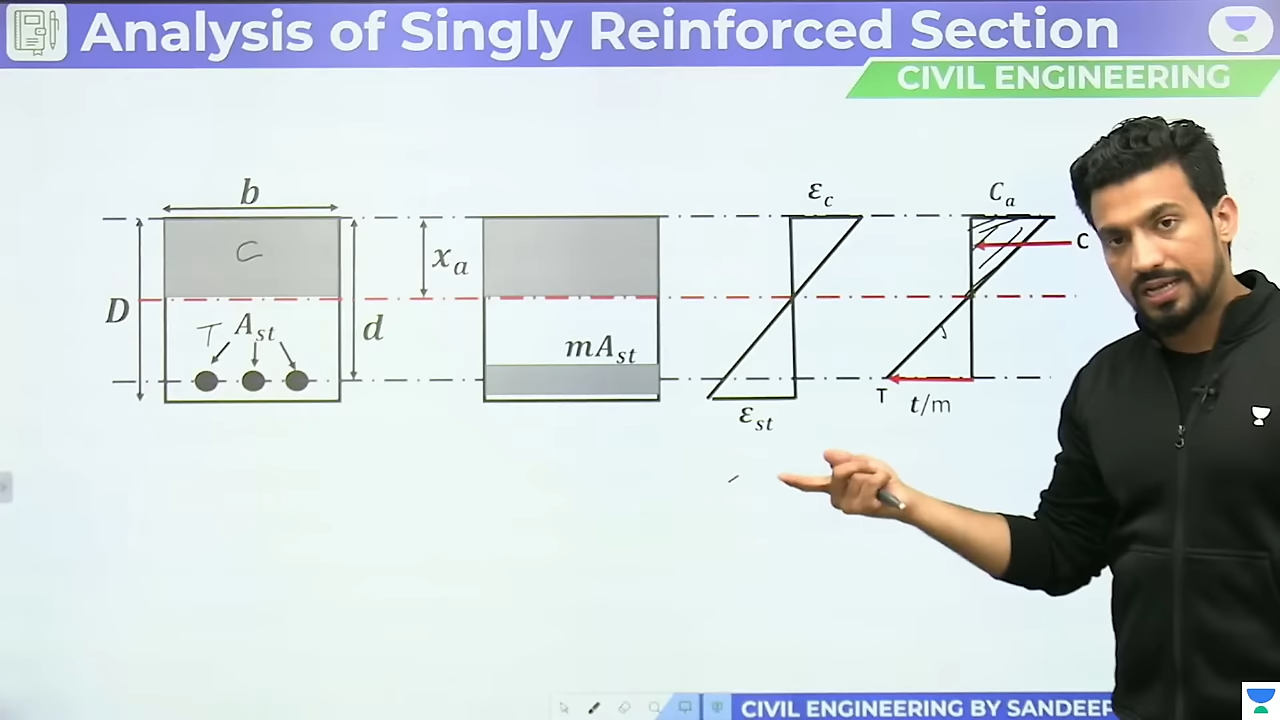 Analysis of Singly Reinforced Section
CIVIL ENGINEERING
b
C
D
T
A_st
d
x_a
mA_st
ε_c
ε_st
C_a
C
T
t/m
CIVIL ENGINEERING BY SANDEEP